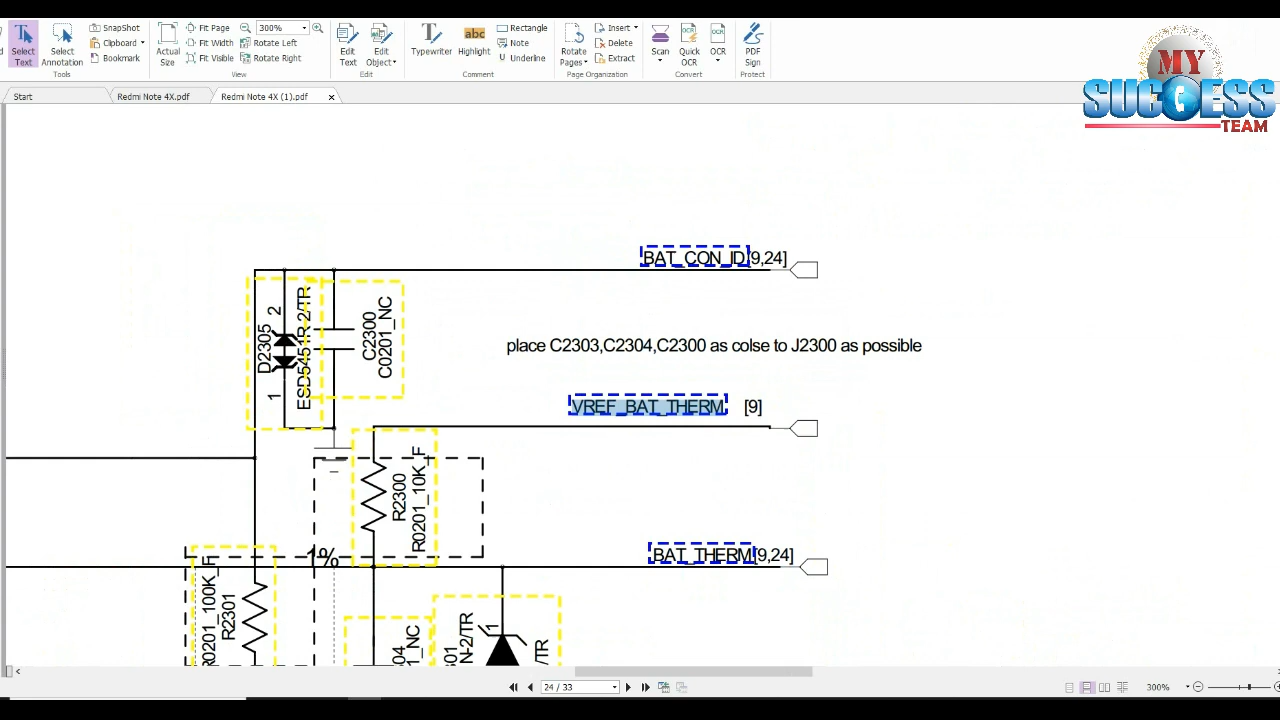 Select Text
Select Annotation
Tools
SnapShot
Clipboard
Bookmark
Actual Size
Fit Page
Fit Width
Fit Visible
300%
Rotate Left
Rotate Right
View
Edit Text
Edit Object
Edit
Typewriter
abc
Highlight
Rectangle
Note
Underline
Comment
Rotate Pages
Insert
Delete
Extract
Page Organization
Scan
OCR
Quick OCR
OCR
OCR
Convert
PDF Sign
Protect
MY
SUCCESS
TEAM
Start
Redmi Note 4X.pdf
Redmi Note 4X (1).pdf
BAT_CON_ID [9,24]
D2305
2
1
C2300
C0201_NC
place C2303,C2304,C2300 as colse to J2300 as possible
VREF_BAT_THERM [9]
R2300
R0201_10K_F
1%
BAT_THERM [9,24]
R0201_100K_F
R2301
1
24 / 33
300%